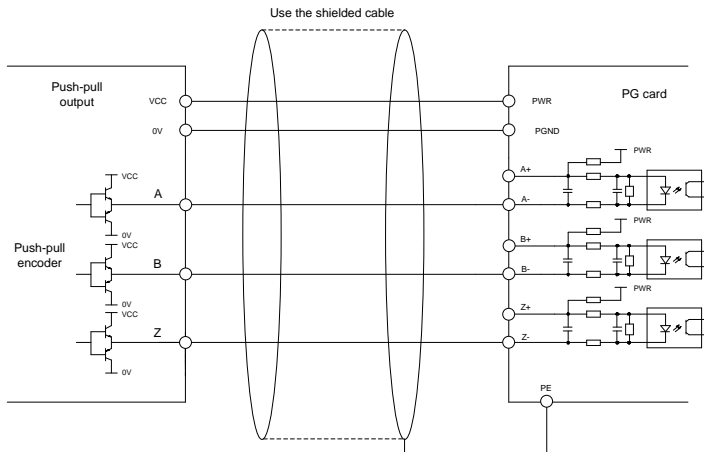 Use the shielded cable
Push-pull
output
VCC
0V
VCC
A
0V
VCC
Push-pull
encoder
B
0V
VCC
Z
0V
PG card
PWR
PGND
PWR
A+
A-
PWR
B+
B-
PWR
Z+
Z-
PE